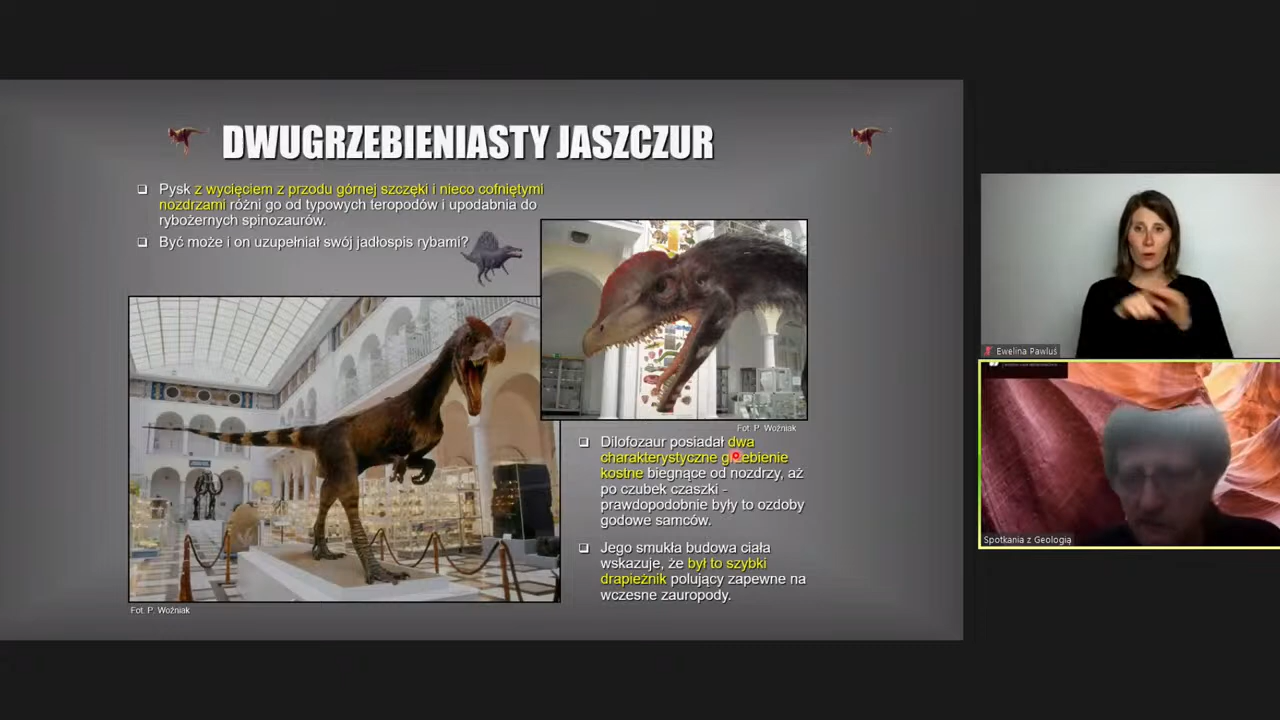 DWUGRZEBIENIASTY JASZCZUR
Pysk z wycięciem z przodu górnej szczęki i nieco cofniętymi
nozdrzami różni go od typowych teropodów i upodabnia do
rybożernych spinozaurów.
Być może i on uzupełniał swój jadłospis rybami?
Fot. P. Woźniak
Dilofozaur posiadał dwa
charakterystyczne grzebienie
kostne biegnące od nozdrzy, aż
po czubek czaszki -
prawdopodobnie były to ozdoby
godowe samców.
Jego smukła budowa ciała
wskazuje, że był to szybki
drapieżnik polujący zapewne na
wczesne zauropody.
Fot. P. Woźniak
Ewelina Pawluś
Spotkania z Geologią